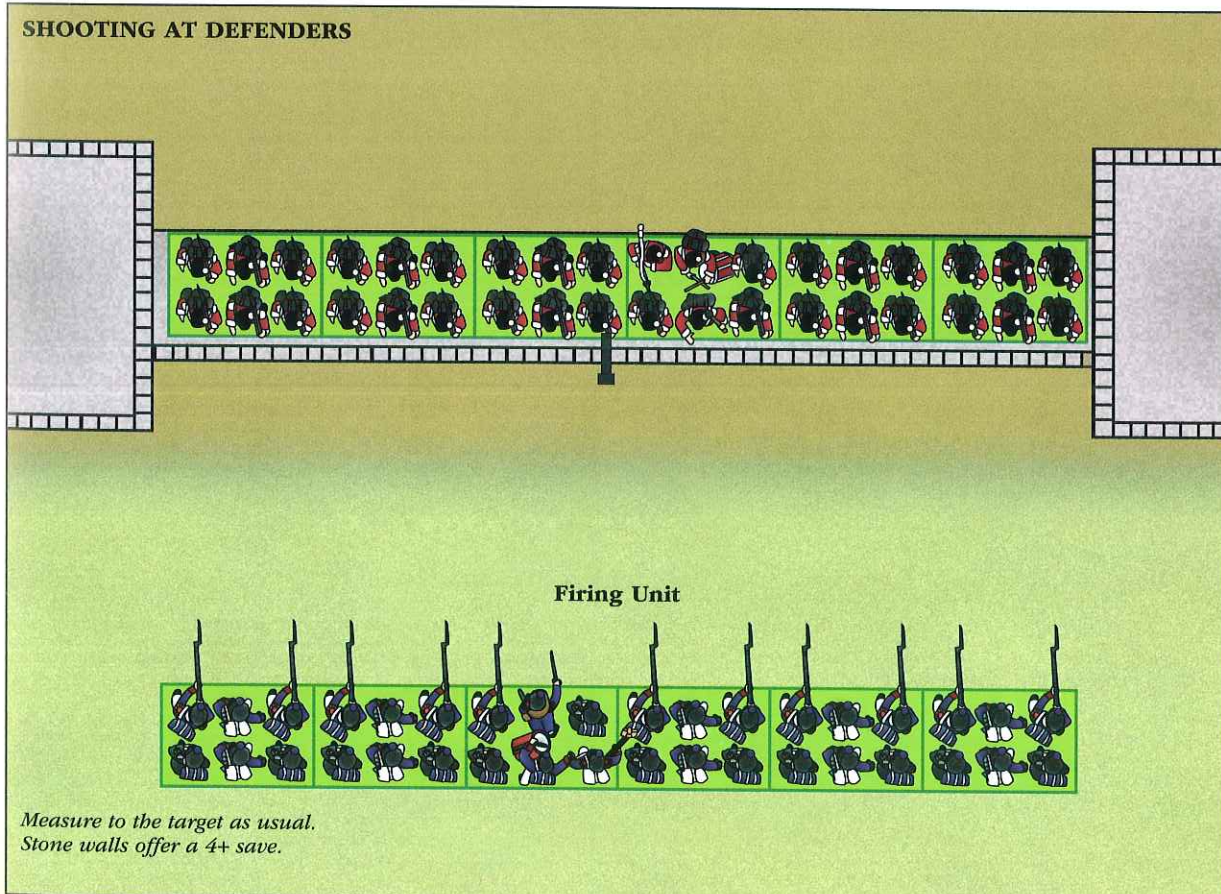 SHOOTING AT DEFENDERS
Firing Unit
Measure to the target as usual.
Stone walls offer a 4+ save.